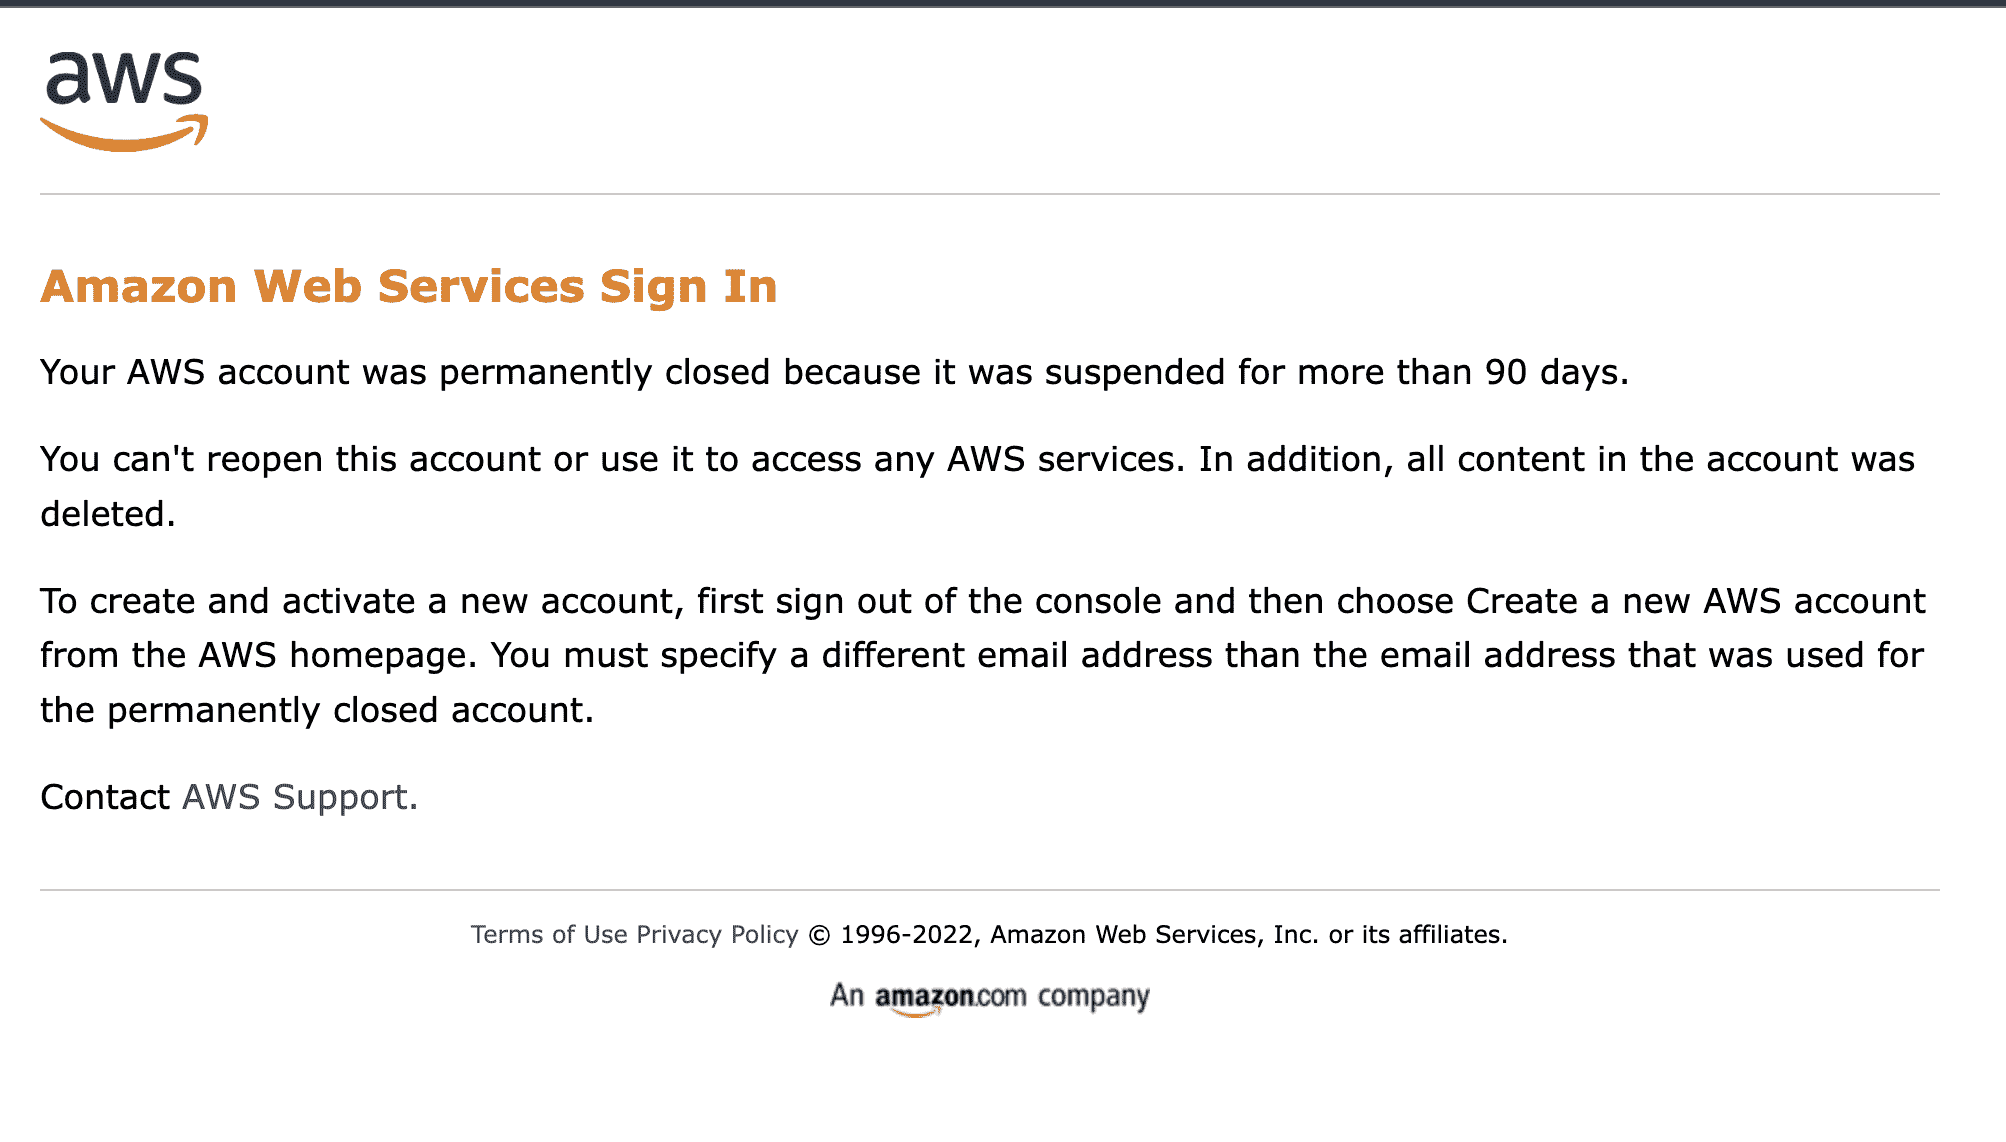 aws
Amazon Web Services Sign In
Your AWS account was permanently closed because it was suspended for more than 90 days.
You can't reopen this account or use it to access any AWS services. In addition, all content in the account was
deleted.
To create and activate a new account, first sign out of the console and then choose Create a new AWS account
from the AWS homepage. You must specify a different email address than the email address that was used for
the permanently closed account.
Contact AWS Support.
Terms of Use Privacy Policy © 1996-2022, Amazon Web Services, Inc. or its affiliates.
An amazon.com company